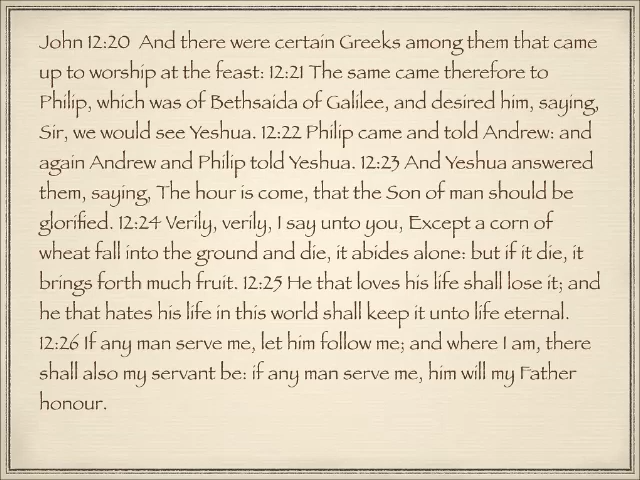 John 12:20  And there were certain Greeks among them that came
up to worship at the feast: 12:21 The same came therefore to
Philip, which was of Bethsaida of Galilee, and desired him, saying,
Sir, we would see Yeshua. 12:22 Philip came and told Andrew: and
again Andrew and Philip told Yeshua. 12:23 And Yeshua answered
them, saying, The hour is come, that the Son of man should be
glorified. 12:24 Verily, verily, I say unto you, Except a corn of
wheat fall into the ground and die, it abides alone: but if it die, it
brings forth much fruit. 12:25 He that loves his life shall lose it; and
he that hates his life in this world shall keep it unto life eternal.
12:26 If any man serve me, let him follow me; and where I am, there
shall also my servant be: if any man serve me, him will my Father
honour.